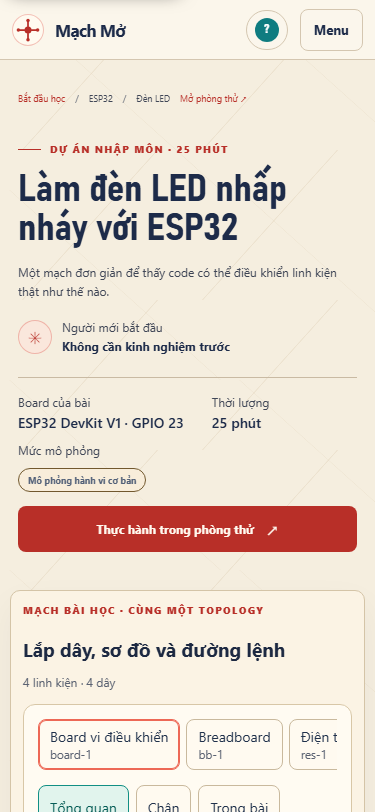 Mạch Mở
?
Menu
Bắt đầu học / ESP32 / Đèn LED Mở phòng thử ↗
DỰ ÁN NHẬP MÔN · 25 PHÚT
Làm đèn LED nhấp
nháy với ESP32
Một mạch đơn giản để thấy code có thể điều khiển linh kiện
thật như thế nào.
Người mới bắt đầu
Không cần kinh nghiệm trước
Board của bài
Thời lượng
ESP32 DevKit V1 · GPIO 23
25 phút
Mức mô phỏng
Mô phỏng hành vi cơ bản
Thực hành trong phòng thử ↗
MẠCH BÀI HỌC · CÙNG MỘT TOPOLOGY
Lắp dây, sơ đồ và đường lệnh
4 linh kiện · 4 dây
Board vi điều khiển
board-1
Breadboard
bb-1
Điện t
res-1
Tổng quan
Chân
Trong bài